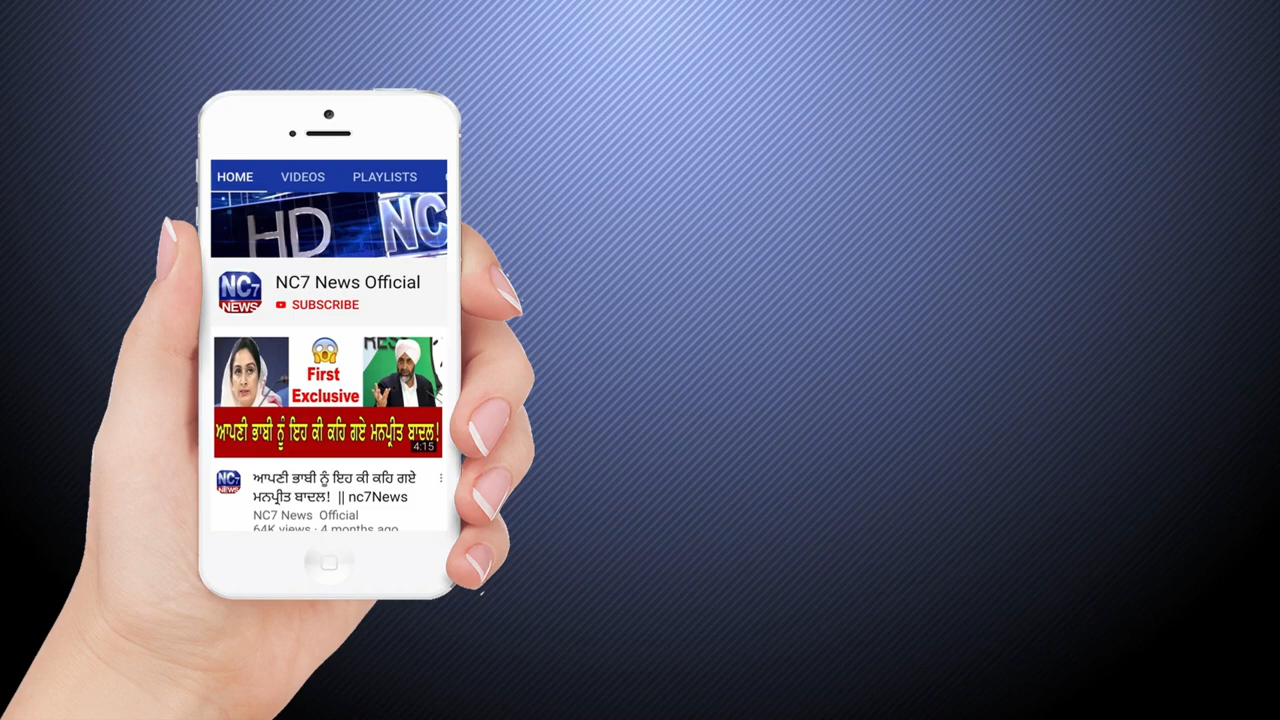 HOME VIDEOS PLAYLISTS
HD NC
NC7 NEWS
NC7 News Official
SUBSCRIBE
First
Exclusive
ਆਪਣੀ ਭਾਬੀ ਨੂੰ ਇਹ ਕੀ ਕਹਿ ਗਏ ਮਨਪ੍ਰੀਤ ਬਾਦਲ!
4:15
NC7 NEWS
ਆਪਣੀ ਭਾਬੀ ਨੂੰ ਇਹ ਕੀ ਕਹਿ ਗਏ
ਮਨਪ੍ਰੀਤ ਬਾਦਲ! || nc7News
NC7 News Official
64K views · 4 months ago